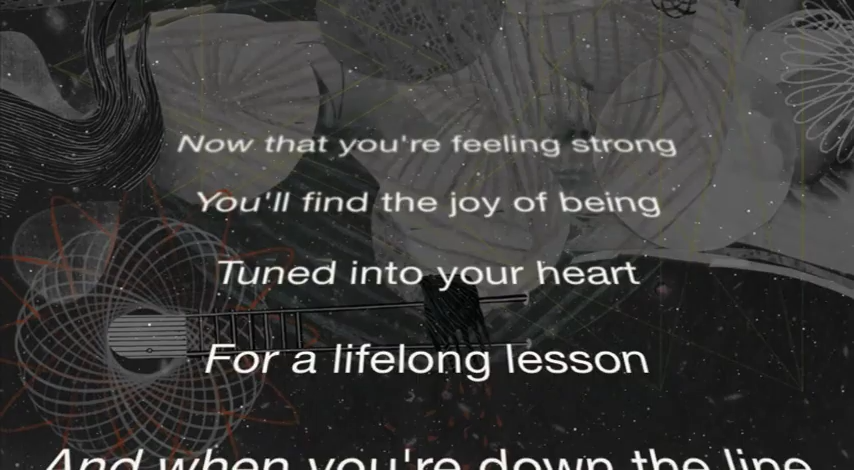 Now that you're feeling strong
You'll find the joy of being
Tuned into your heart
For a lifelong lesson
And when you're down the line